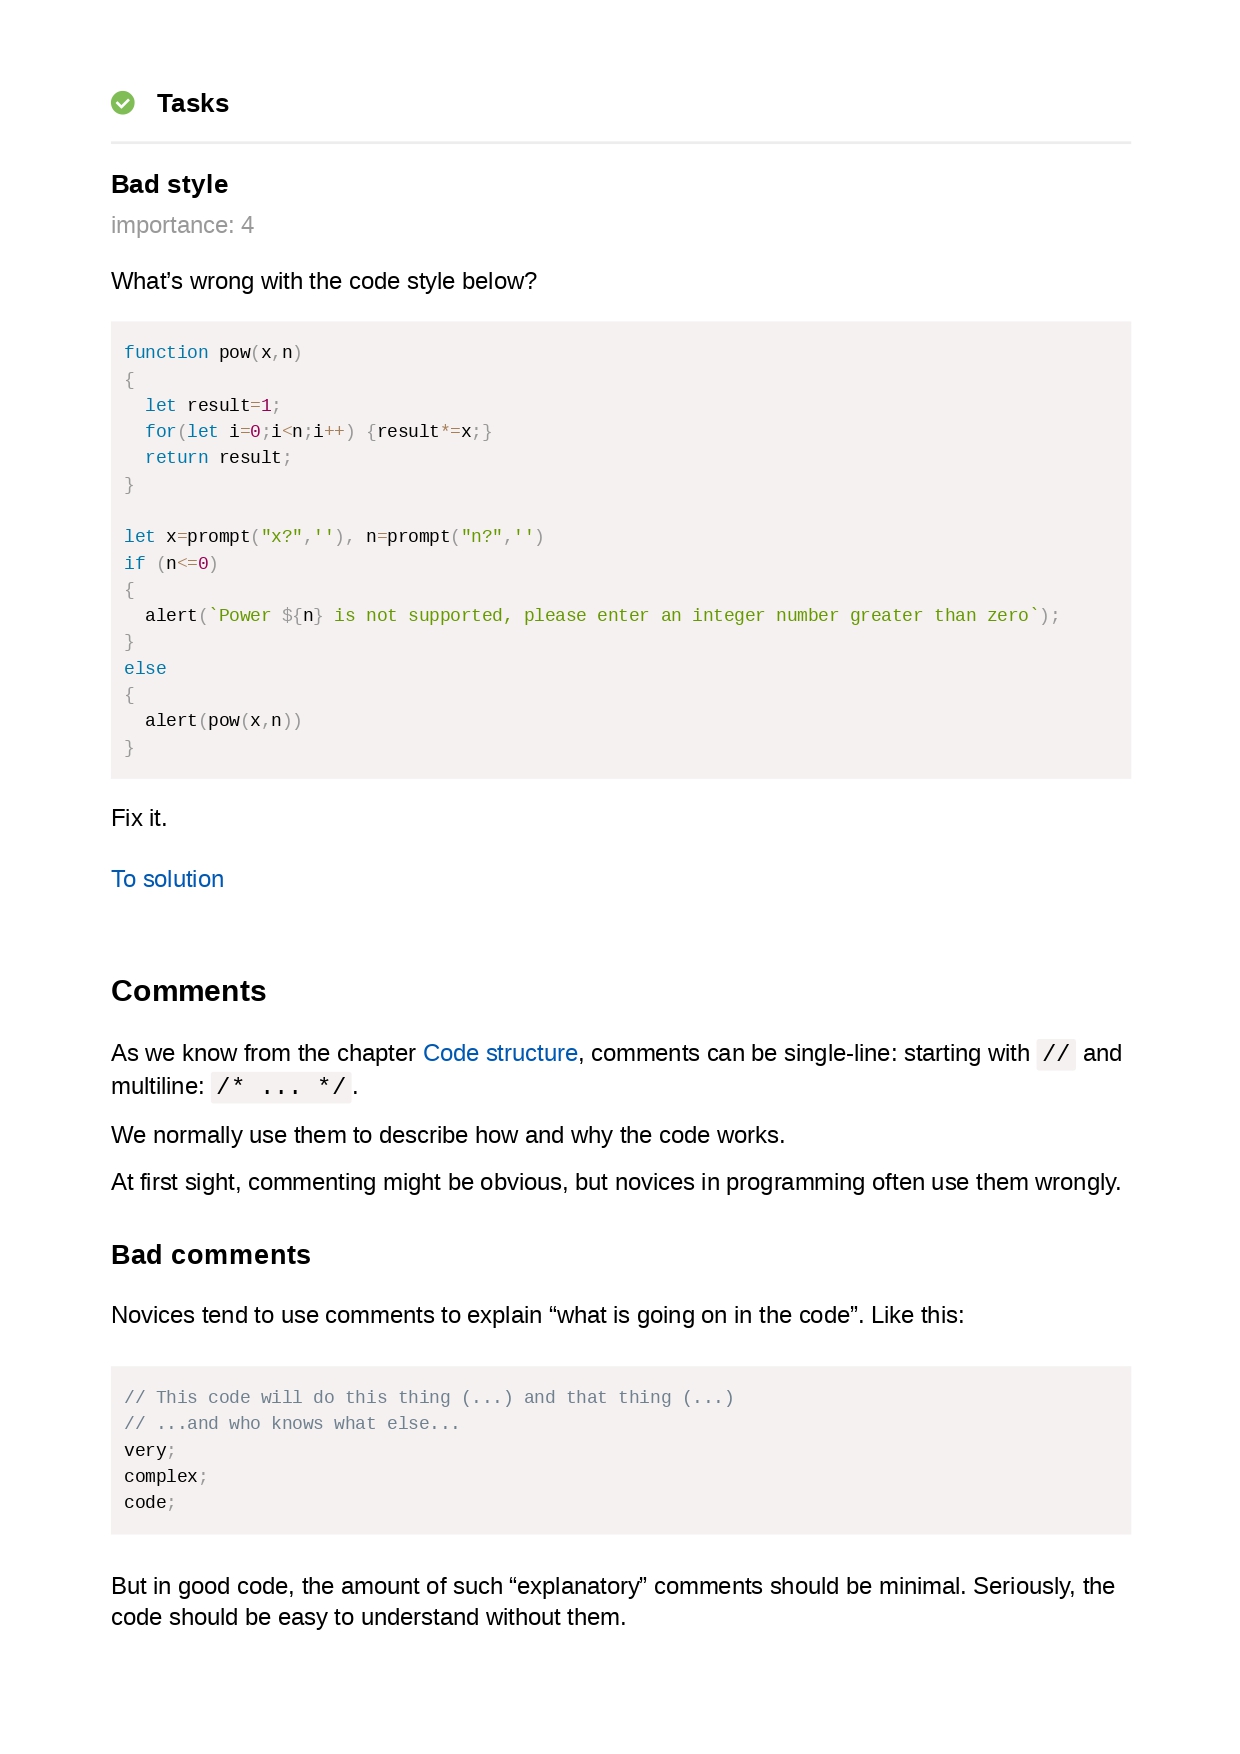 Tasks
Bad style
importance: 4
What’s wrong with the code style below?
function pow(x,n)
{
  let result=1;
  for(let i=0;i<n;i++) {result*=x;}
  return result;
}
let x=prompt("x?",''), n=prompt("n?",'')
if (n<=0)
{
  alert(`Power ${n} is not supported, please enter an integer number greater than zero`);
}
else
{
  alert(pow(x,n))
}
Fix it.
To solution
Comments
As we know from the chapter Code structure, comments can be single-line: starting with // and
multiline: /* ... */.
We normally use them to describe how and why the code works.
At first sight, commenting might be obvious, but novices in programming often use them wrongly.
Bad comments
Novices tend to use comments to explain “what is going on in the code”. Like this:
// This code will do this thing (...) and that thing (...)
// ...and who knows what else...
very;
complex;
code;
But in good code, the amount of such “explanatory” comments should be minimal. Seriously, the
code should be easy to understand without them.